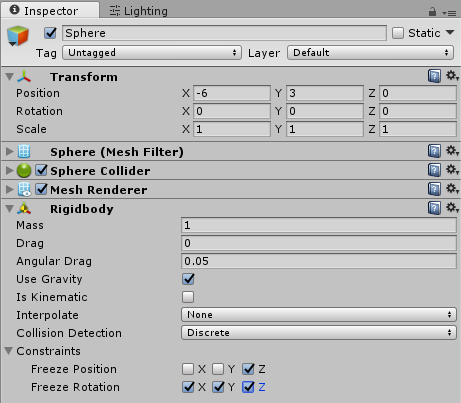 Inspector Lighting
Sphere Static
Tag Untagged Layer Default
Transform
Position X -6 Y 3 Z 0
Rotation X 0 Y 0 Z 0
Scale X 1 Y 1 Z 1
Sphere (Mesh Filter)
Sphere Collider
Mesh Renderer
Rigidbody
Mass 1
Drag 0
Angular Drag 0.05
Use Gravity
Is Kinematic
Interpolate None
Collision Detection Discrete
Constraints
Freeze Position X Y Z
Freeze Rotation X Y Z